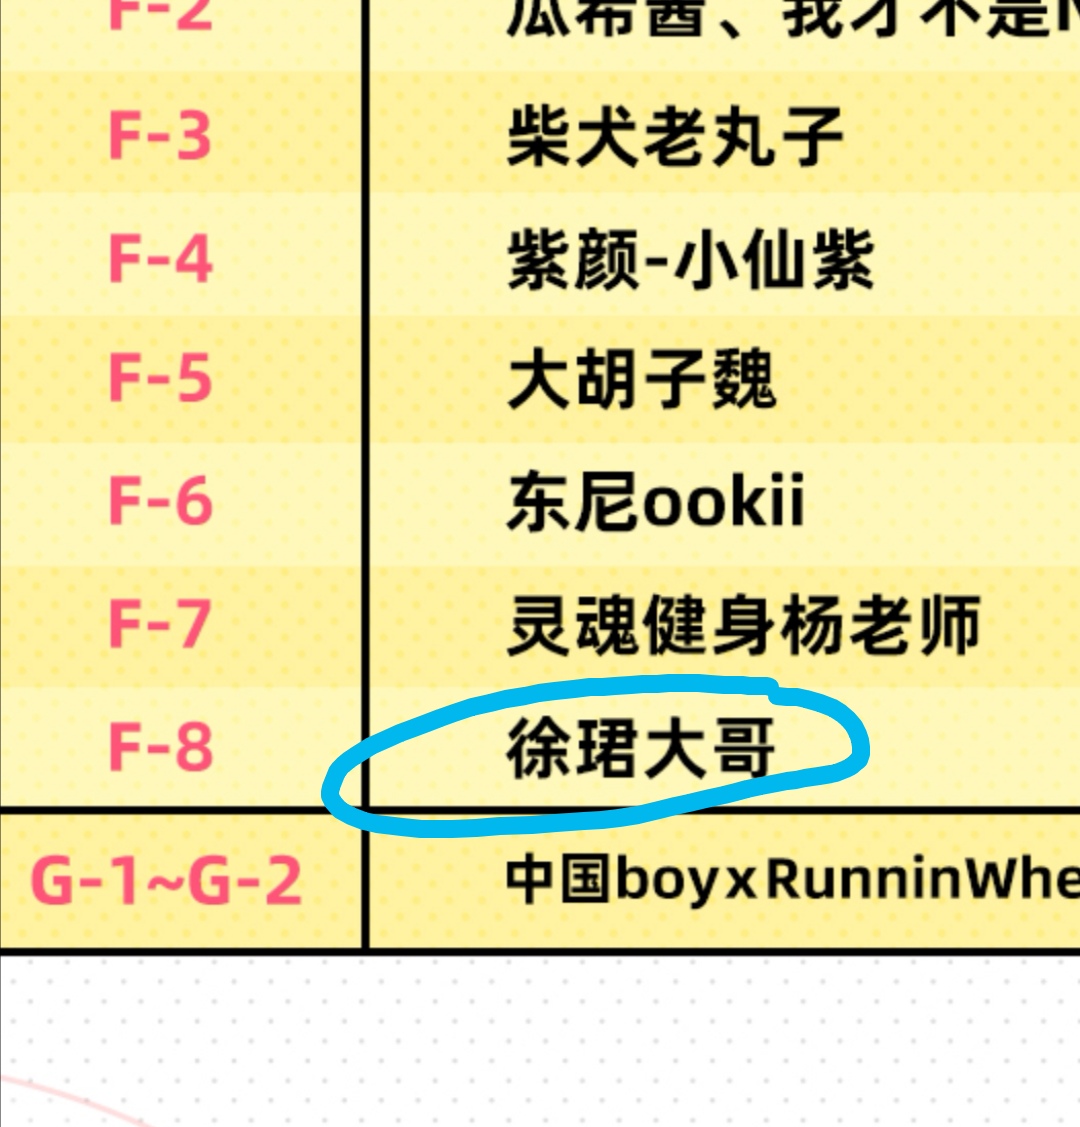 F-2 瓜希酱、我才不是
F-3 柴犬老丸子
F-4 紫颜-小仙紫
F-5 大胡子魏
F-6 东尼ookii
F-7 灵魂健身杨老师
F-8 徐珺大哥
G-1~G-2 中国boyxRunninWhe